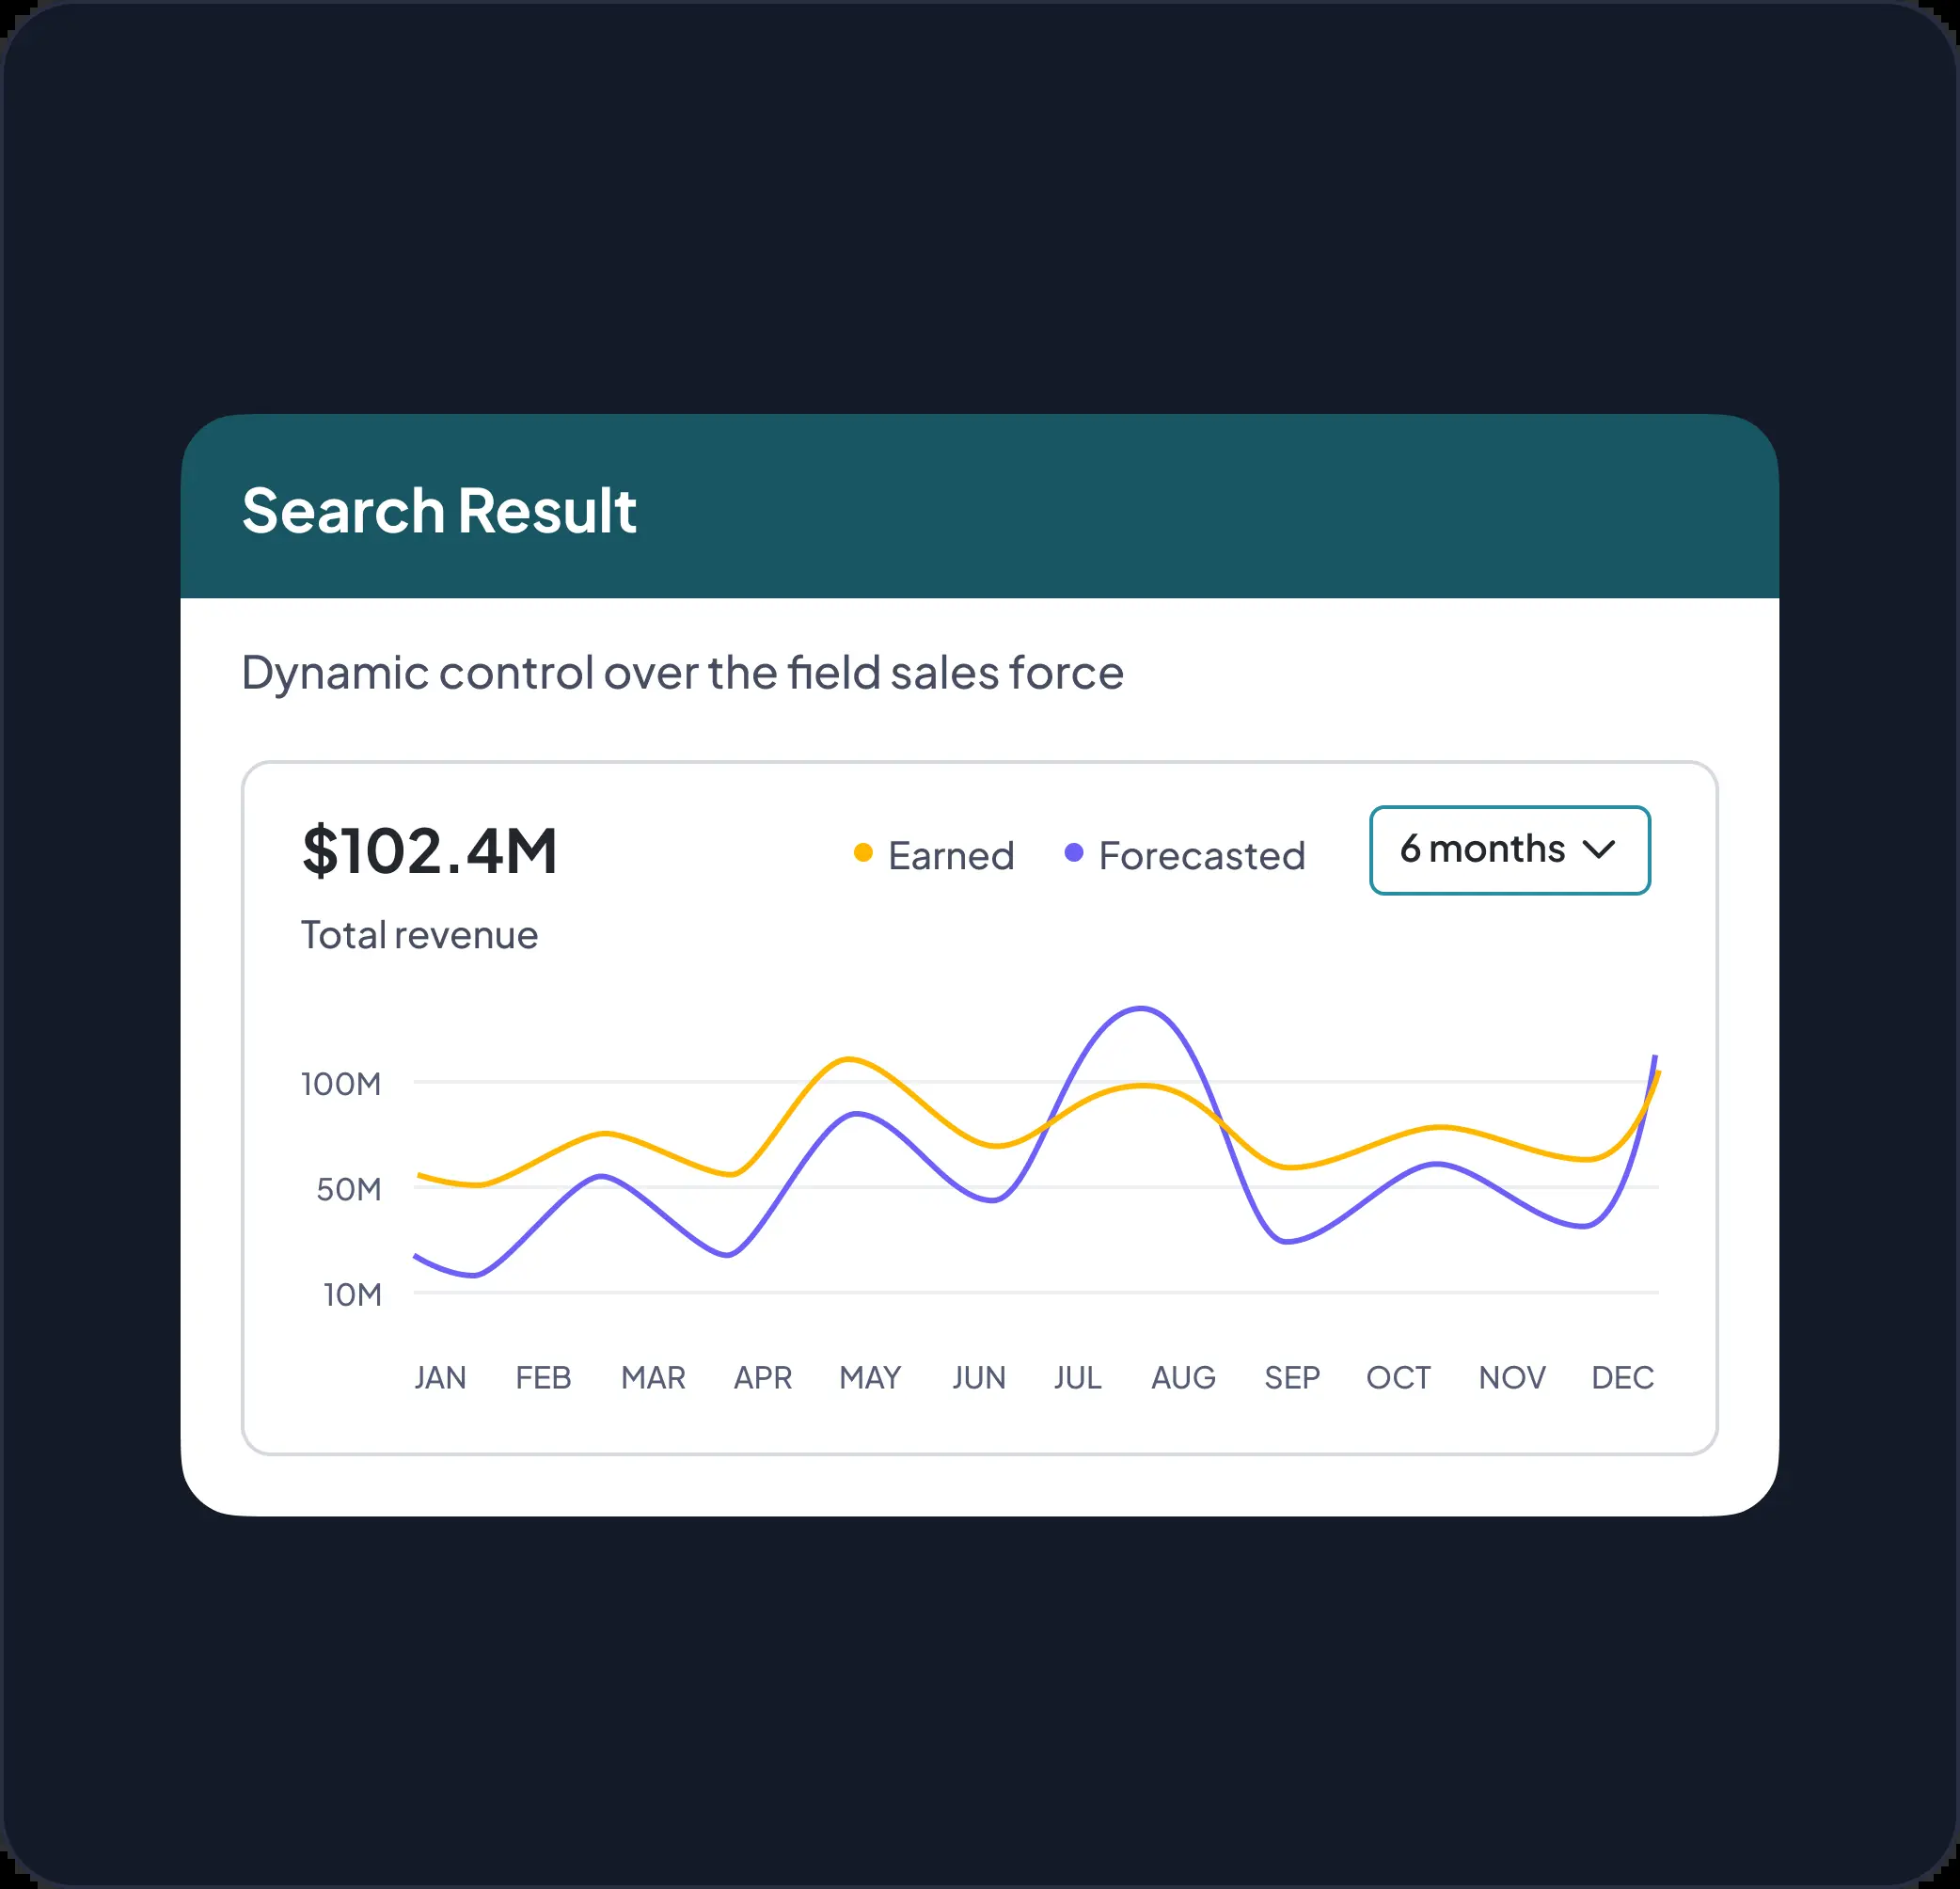 Search Result
Dynamic control over the field sales force
$102.4M
Earned
Forecasted
6 months
Total revenue
100M
50M
10M
JAN FEB MAR APR MAY JUN JUL AUG SEP OCT NOV DEC